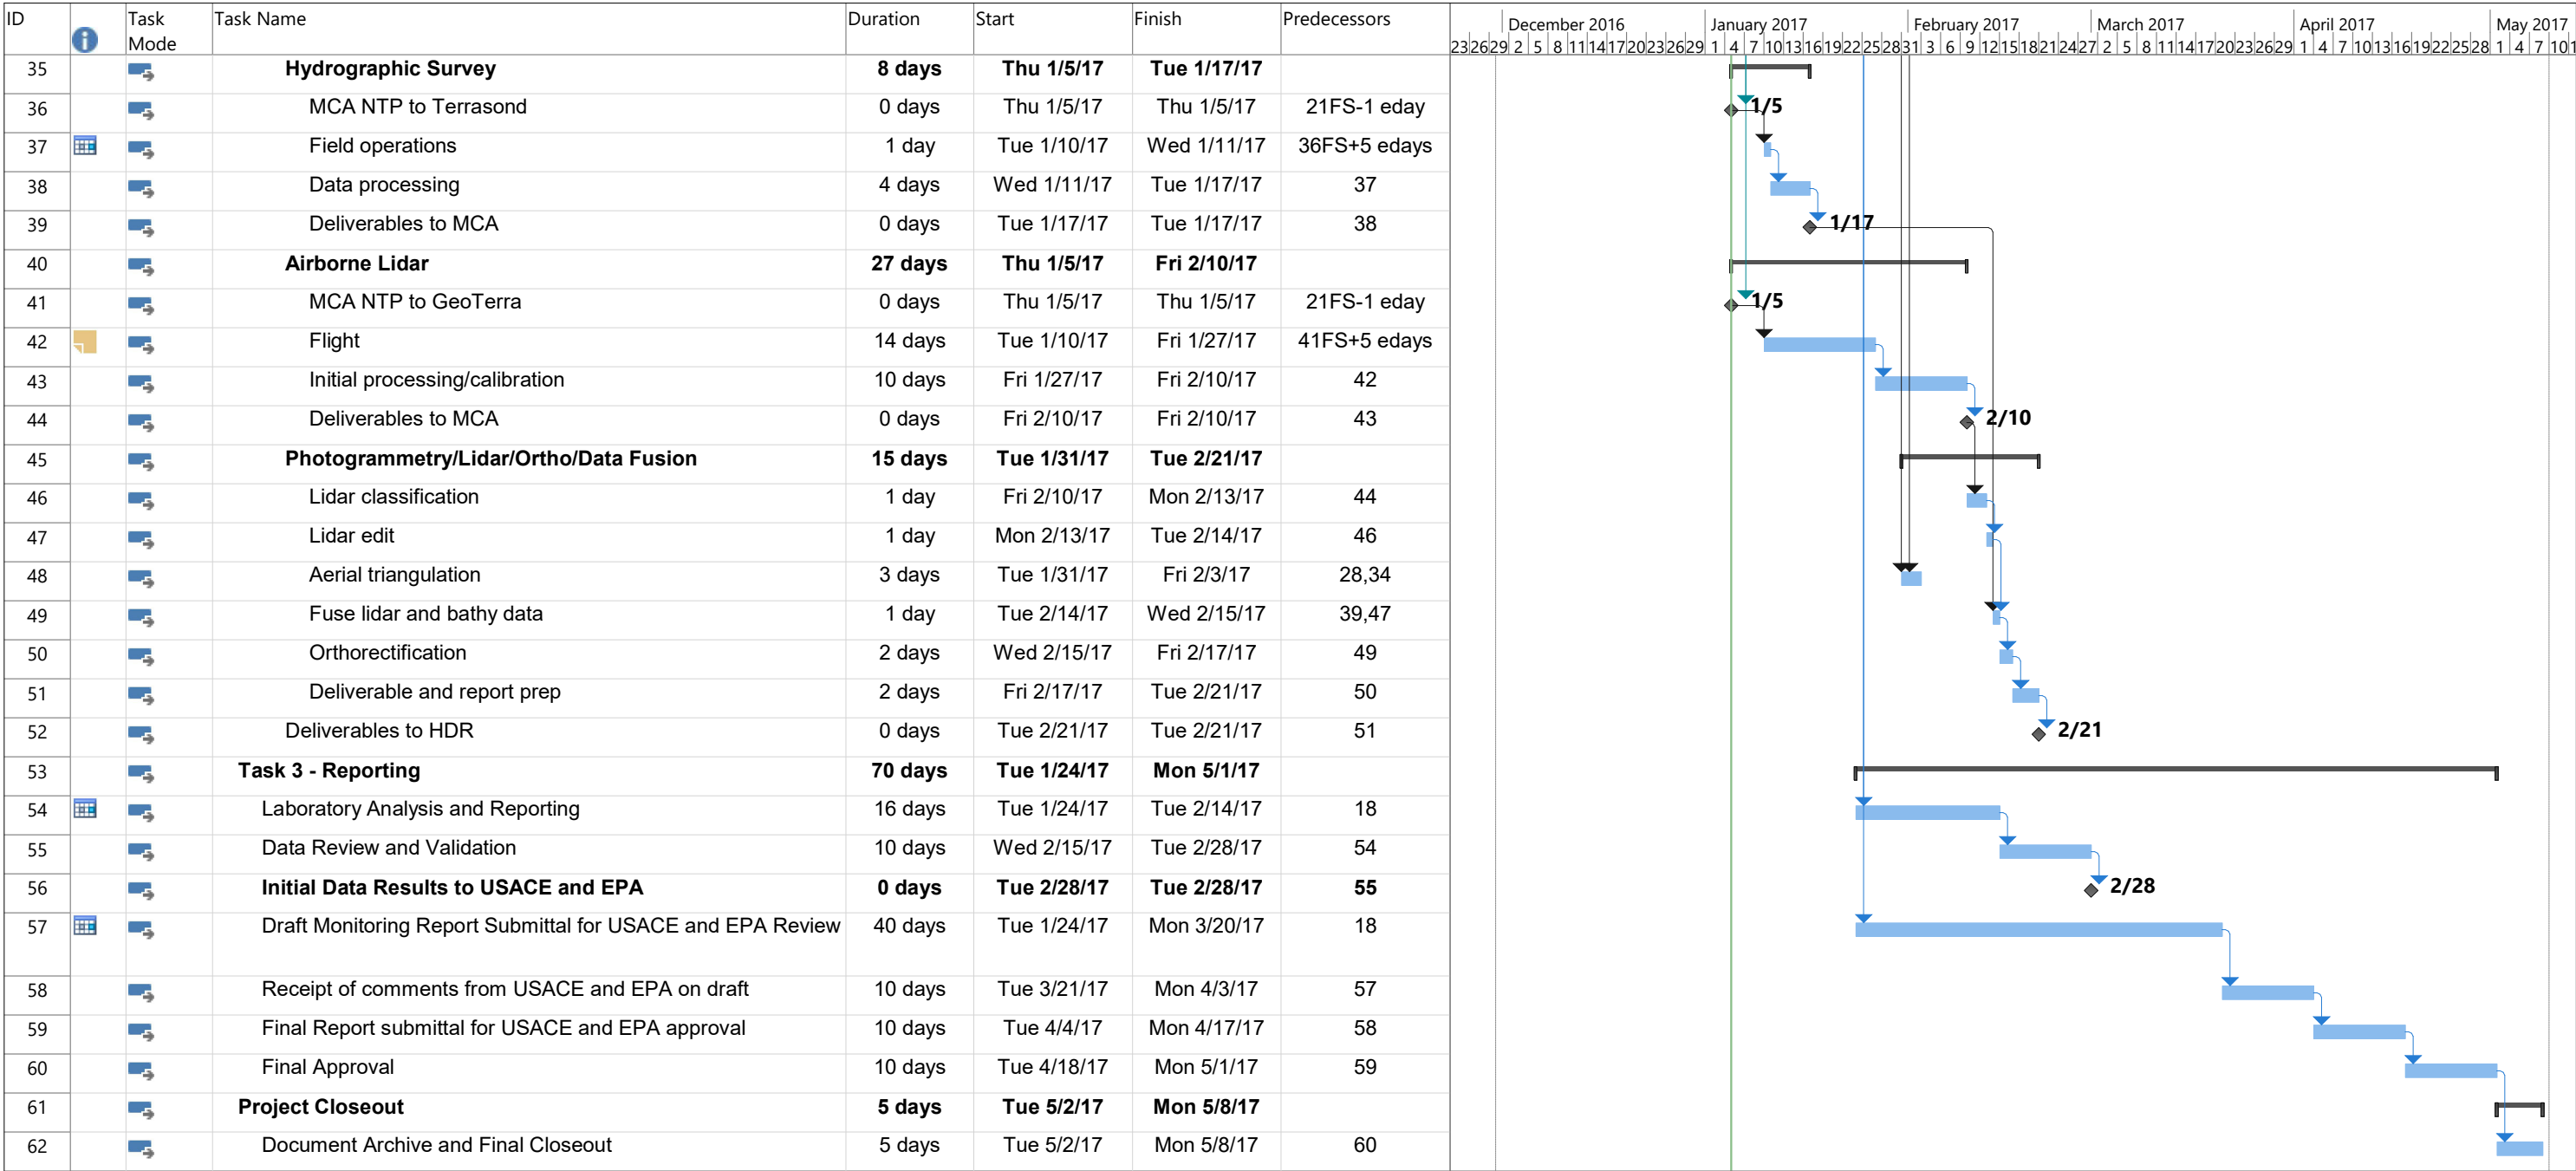 ID Task Mode Task Name Duration Start Finish Predecessors December 2016 January 2017 February 2017 March 2017 April 2017 May 2017
23 26 29 2 5 8 11 14 17 20 23 26 29 1 4 7 10 13 16 19 22 25 28 31 3 6 9 12 15 18 21 24 27 2 5 8 11 14 17 20 23 26 29 1 4 7 10 13 16 19 22 25 28 1 4 7 10 1
35 Hydrographic Survey 8 days Thu 1/5/17 Tue 1/17/17
36 MCA NTP to Terrasond 0 days Thu 1/5/17 Thu 1/5/17 21FS-1 eday 1/5
37 Field operations 1 day Tue 1/10/17 Wed 1/11/17 36FS+5 edays
38 Data processing 4 days Wed 1/11/17 Tue 1/17/17 37
39 Deliverables to MCA 0 days Tue 1/17/17 Tue 1/17/17 38 1/17
40 Airborne Lidar 27 days Thu 1/5/17 Fri 2/10/17
41 MCA NTP to GeoTerra 0 days Thu 1/5/17 Thu 1/5/17 21FS-1 eday 1/5
42 Flight 14 days Tue 1/10/17 Fri 1/27/17 41FS+5 edays
43 Initial processing/calibration 10 days Fri 1/27/17 Fri 2/10/17 42
44 Deliverables to MCA 0 days Fri 2/10/17 Fri 2/10/17 43 2/10
45 Photogrammetry/Lidar/Ortho/Data Fusion 15 days Tue 1/31/17 Tue 2/21/17
46 Lidar classification 1 day Fri 2/10/17 Mon 2/13/17 44
47 Lidar edit 1 day Mon 2/13/17 Tue 2/14/17 46
48 Aerial triangulation 3 days Tue 1/31/17 Fri 2/3/17 28,34
49 Fuse lidar and bathy data 1 day Tue 2/14/17 Wed 2/15/17 39,47
50 Orthorectification 2 days Wed 2/15/17 Fri 2/17/17 49
51 Deliverable and report prep 2 days Fri 2/17/17 Tue 2/21/17 50
52 Deliverables to HDR 0 days Tue 2/21/17 Tue 2/21/17 51 2/21
53 Task 3 - Reporting 70 days Tue 1/24/17 Mon 5/1/17
54 Laboratory Analysis and Reporting 16 days Tue 1/24/17 Tue 2/14/17 18
55 Data Review and Validation 10 days Wed 2/15/17 Tue 2/28/17 54
56 Initial Data Results to USACE and EPA 0 days Tue 2/28/17 Tue 2/28/17 55 2/28
57 Draft Monitoring Report Submittal for USACE and EPA Review 40 days Tue 1/24/17 Mon 3/20/17 18
58 Receipt of comments from USACE and EPA on draft 10 days Tue 3/21/17 Mon 4/3/17 57
59 Final Report submittal for USACE and EPA approval 10 days Tue 4/4/17 Mon 4/17/17 58
60 Final Approval 10 days Tue 4/18/17 Mon 5/1/17 59
61 Project Closeout 5 days Tue 5/2/17 Mon 5/8/17
62 Document Archive and Final Closeout 5 days Tue 5/2/17 Mon 5/8/17 60